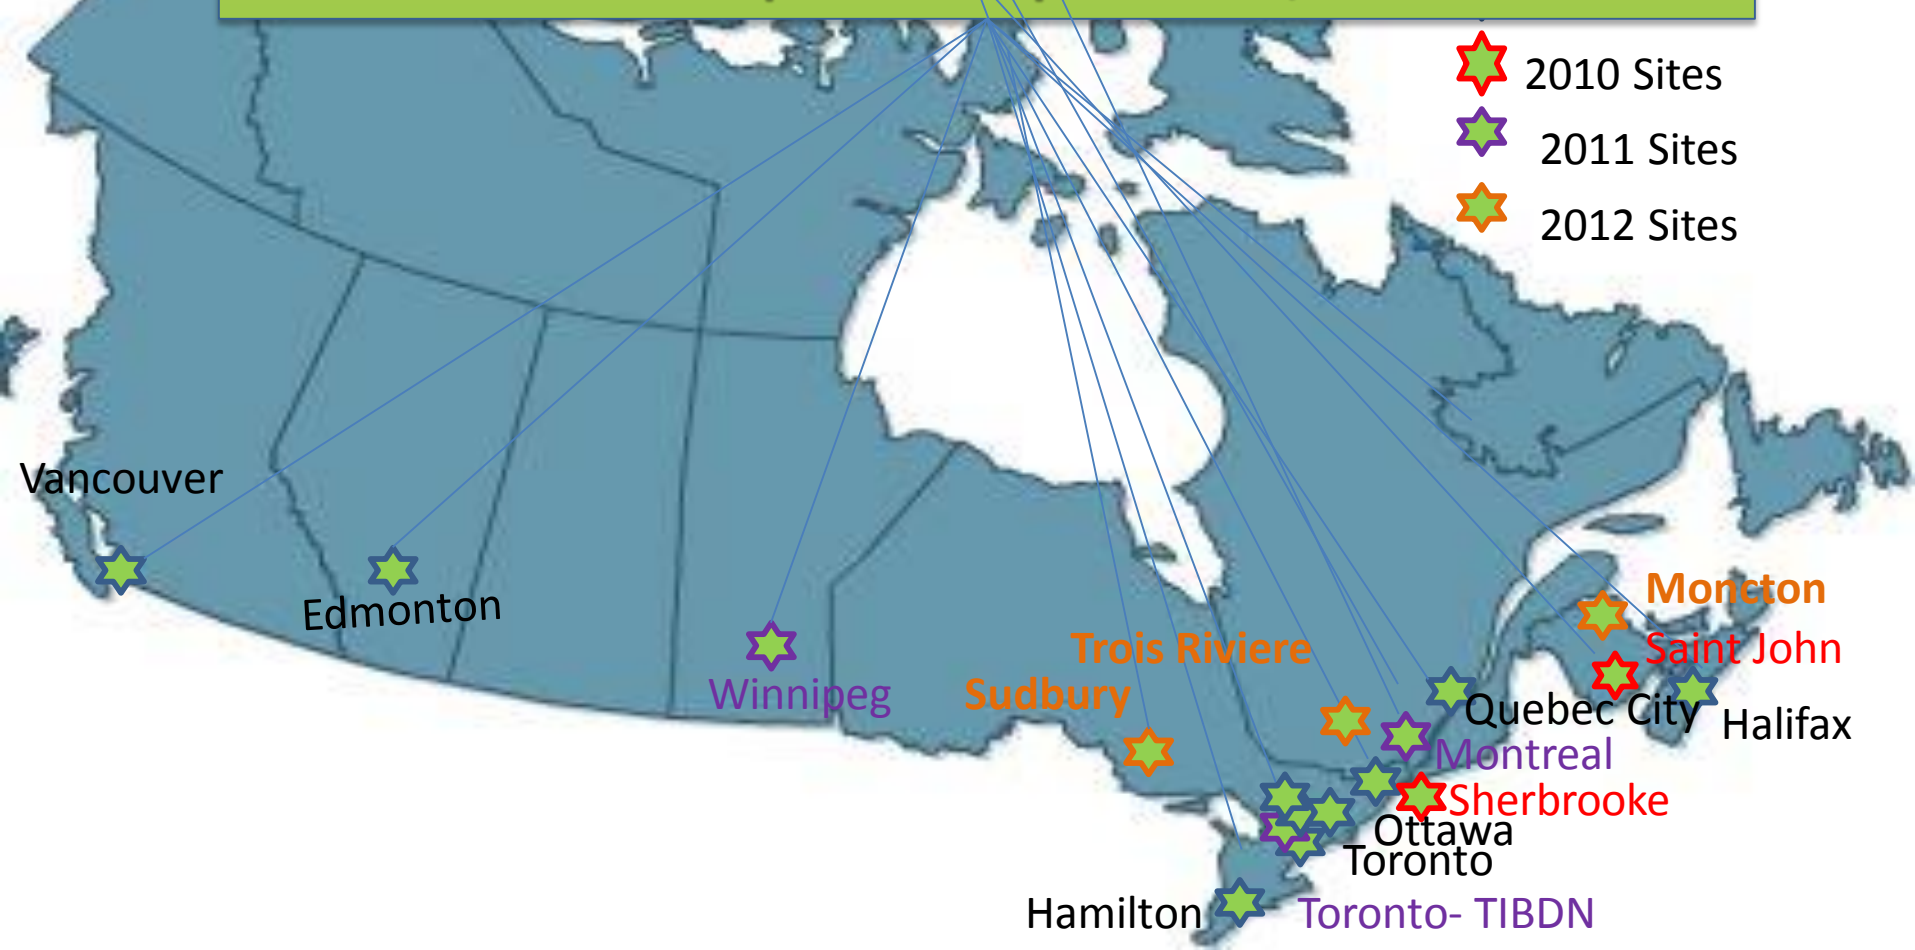 2010 Sites
2011 Sites
2012 Sites
Vancouver
Edmonton
Winnipeg
Trois Riviere
Sudbury
Moncton
Saint John
Quebec City
Halifax
Montreal
Sherbrooke
Ottawa
Toronto
Hamilton
Toronto- TIBDN